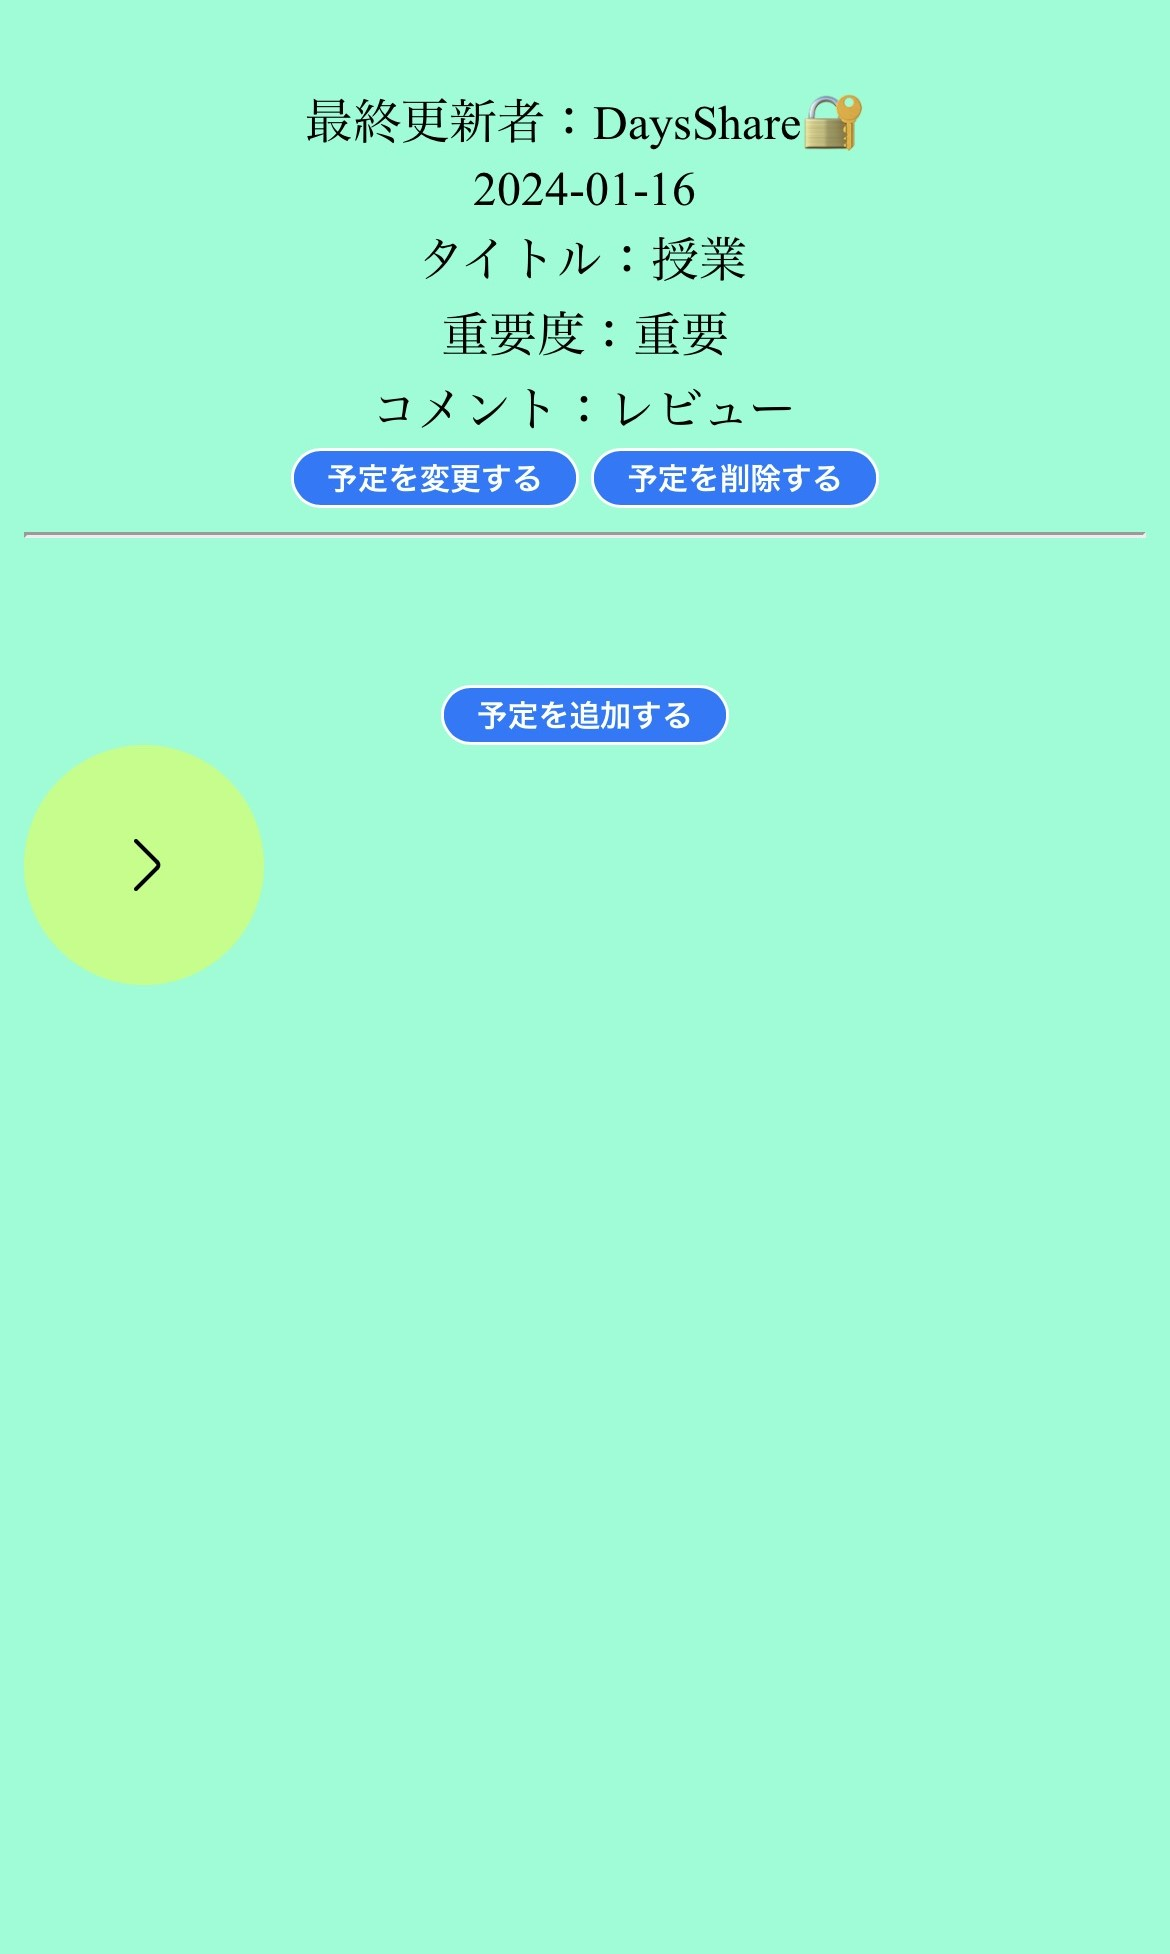 最終更新者：DaysShare🔐
2024-01-16
タイトル：授業
重要度：重要
コメント：レビュー
予定を変更する 予定を削除する
予定を追加する